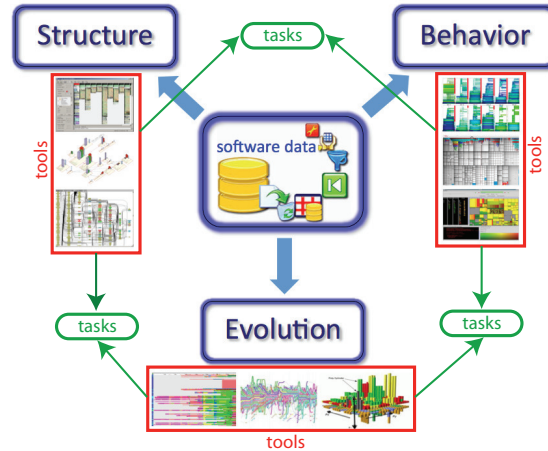 Structure
tasks
Behavior
software data
tools
tools
tasks
Evolution
tasks
tools